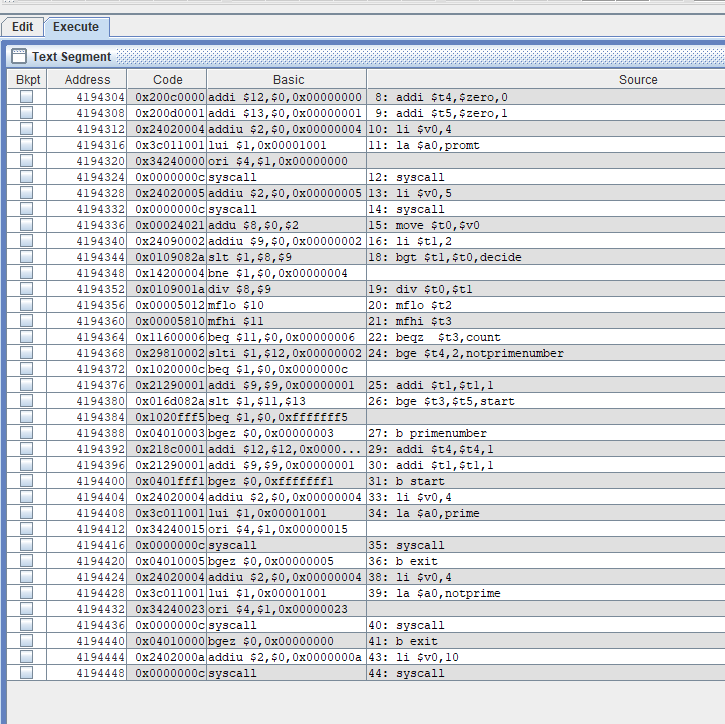 Edit Execute
Text Segment
Bkpt Address Code Basic Source
4194304 0x200c0000 addi $12,$0,0x00000000 8: addi $t4,$zero,0
4194308 0x200d0001 addi $13,$0,0x00000001 9: addi $t5,$zero,1
4194312 0x24020004 addiu $2,$0,0x00000004 10: li $v0,4
4194316 0x3c011001 lui $1,0x00001001 11: la $a0,promt
4194320 0x34240000 ori $4,$1,0x00000000
4194324 0x0000000c syscall 12: syscall
4194328 0x24020005 addiu $2,$0,0x00000005 13: li $v0,5
4194332 0x0000000c syscall 14: syscall
4194336 0x00024021 addu $8,$0,$2 15: move $t0,$v0
4194340 0x24090002 addiu $9,$0,0x00000002 16: li $t1,2
4194344 0x0109082a slt $1,$8,$9 18: bgt $t1,$t0,decide
4194348 0x14200004 bne $1,$0,0x00000004
4194352 0x0109001a div $8,$9 19: div $t0,$t1
4194356 0x00005012 mflo $10 20: mflo $t2
4194360 0x00005810 mfhi $11 21: mfhi $t3
4194364 0x11600006 beq $11,$0,0x00000006 22: beqz  $t3,count
4194368 0x29810002 slti $1,$12,0x00000002 24: bge $t4,2,notprimenumber
4194372 0x1020000c beq $1,$0,0x0000000c
4194376 0x21290001 addi $9,$9,0x00000001 25: addi $t1,$t1,1
4194380 0x016d082a slt $1,$11,$13 26: bge $t3,$t5,start
4194384 0x1020fff5 beq $1,$0,0xfffffff5
4194388 0x04010003 bgez $0,0x00000003 27: b primenumber
4194392 0x218c0001 addi $12,$12,0x0000... 29: addi $t4,$t4,1
4194396 0x21290001 addi $9,$9,0x00000001 30: addi $t1,$t1,1
4194400 0x0401fff1 bgez $0,0xfffffff1 31: b start
4194404 0x24020004 addiu $2,$0,0x00000004 33: li $v0,4
4194408 0x3c011001 lui $1,0x00001001 34: la $a0,prime
4194412 0x34240015 ori $4,$1,0x00000015
4194416 0x0000000c syscall 35: syscall
4194420 0x04010005 bgez $0,0x00000005 36: b exit
4194424 0x24020004 addiu $2,$0,0x00000004 38: li $v0,4
4194428 0x3c011001 lui $1,0x00001001 39: la $a0,notprime
4194432 0x34240023 ori $4,$1,0x00000023
4194436 0x0000000c syscall 40: syscall
4194440 0x04010000 bgez $0,0x00000000 41: b exit
4194444 0x2402000a addiu $2,$0,0x0000000a 43: li $v0,10
4194448 0x0000000c syscall 44: syscall